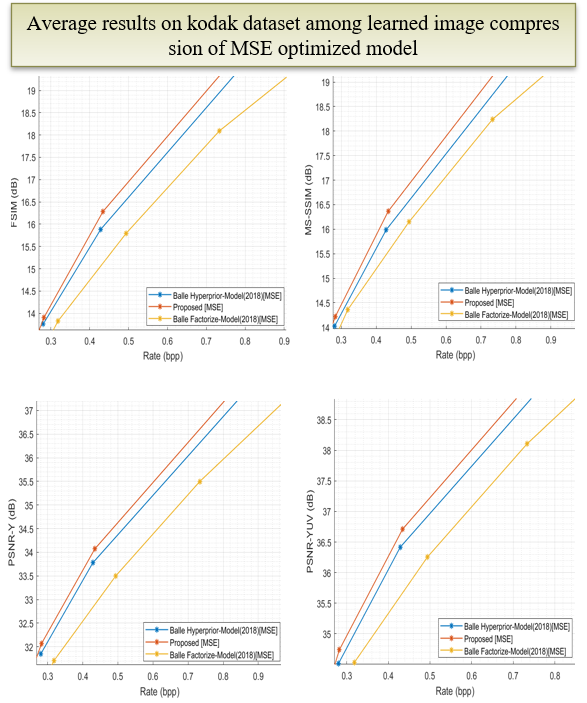 Average results on kodak dataset among learned image compres
sion of MSE optimized model
FSIM (dB)
19
18.5
18
17.5
17
16.5
16
15.5
15
14.5
14
0.3 0.4 0.5 0.6 0.7 0.8 0.9
Rate (bpp)
Balle Hyperprior-Model(2018)[MSE]
Proposed [MSE]
Balle Factorize-Model(2018)[MSE]
MS-SSIM (dB)
19
18.5
18
17.5
17
16.5
16
15.5
15
14.5
14
0.3 0.4 0.5 0.6 0.7 0.8 0.9
Rate (bpp)
Balle Hyperprior-Model(2018)[MSE]
Proposed [MSE]
Balle Factorize-Model(2018)[MSE]
PSNR-Y (dB)
37
36.5
36
35.5
35
34.5
34
33.5
33
32.5
32
0.3 0.4 0.5 0.6 0.7 0.8 0.9
Rate (bpp)
Balle Hyperprior-Model(2018)[MSE]
Proposed [MSE]
Balle Factorize-Model(2018)[MSE]
PSNR-YUV (dB)
38.5
38
37.5
37
36.5
36
35.5
35
0.3 0.4 0.5 0.6 0.7 0.8
Rate (bpp)
Balle Hyperprior-Model(2018)[MSE]
Proposed [MSE]
Balle Factorize-Model(2018)[MSE]